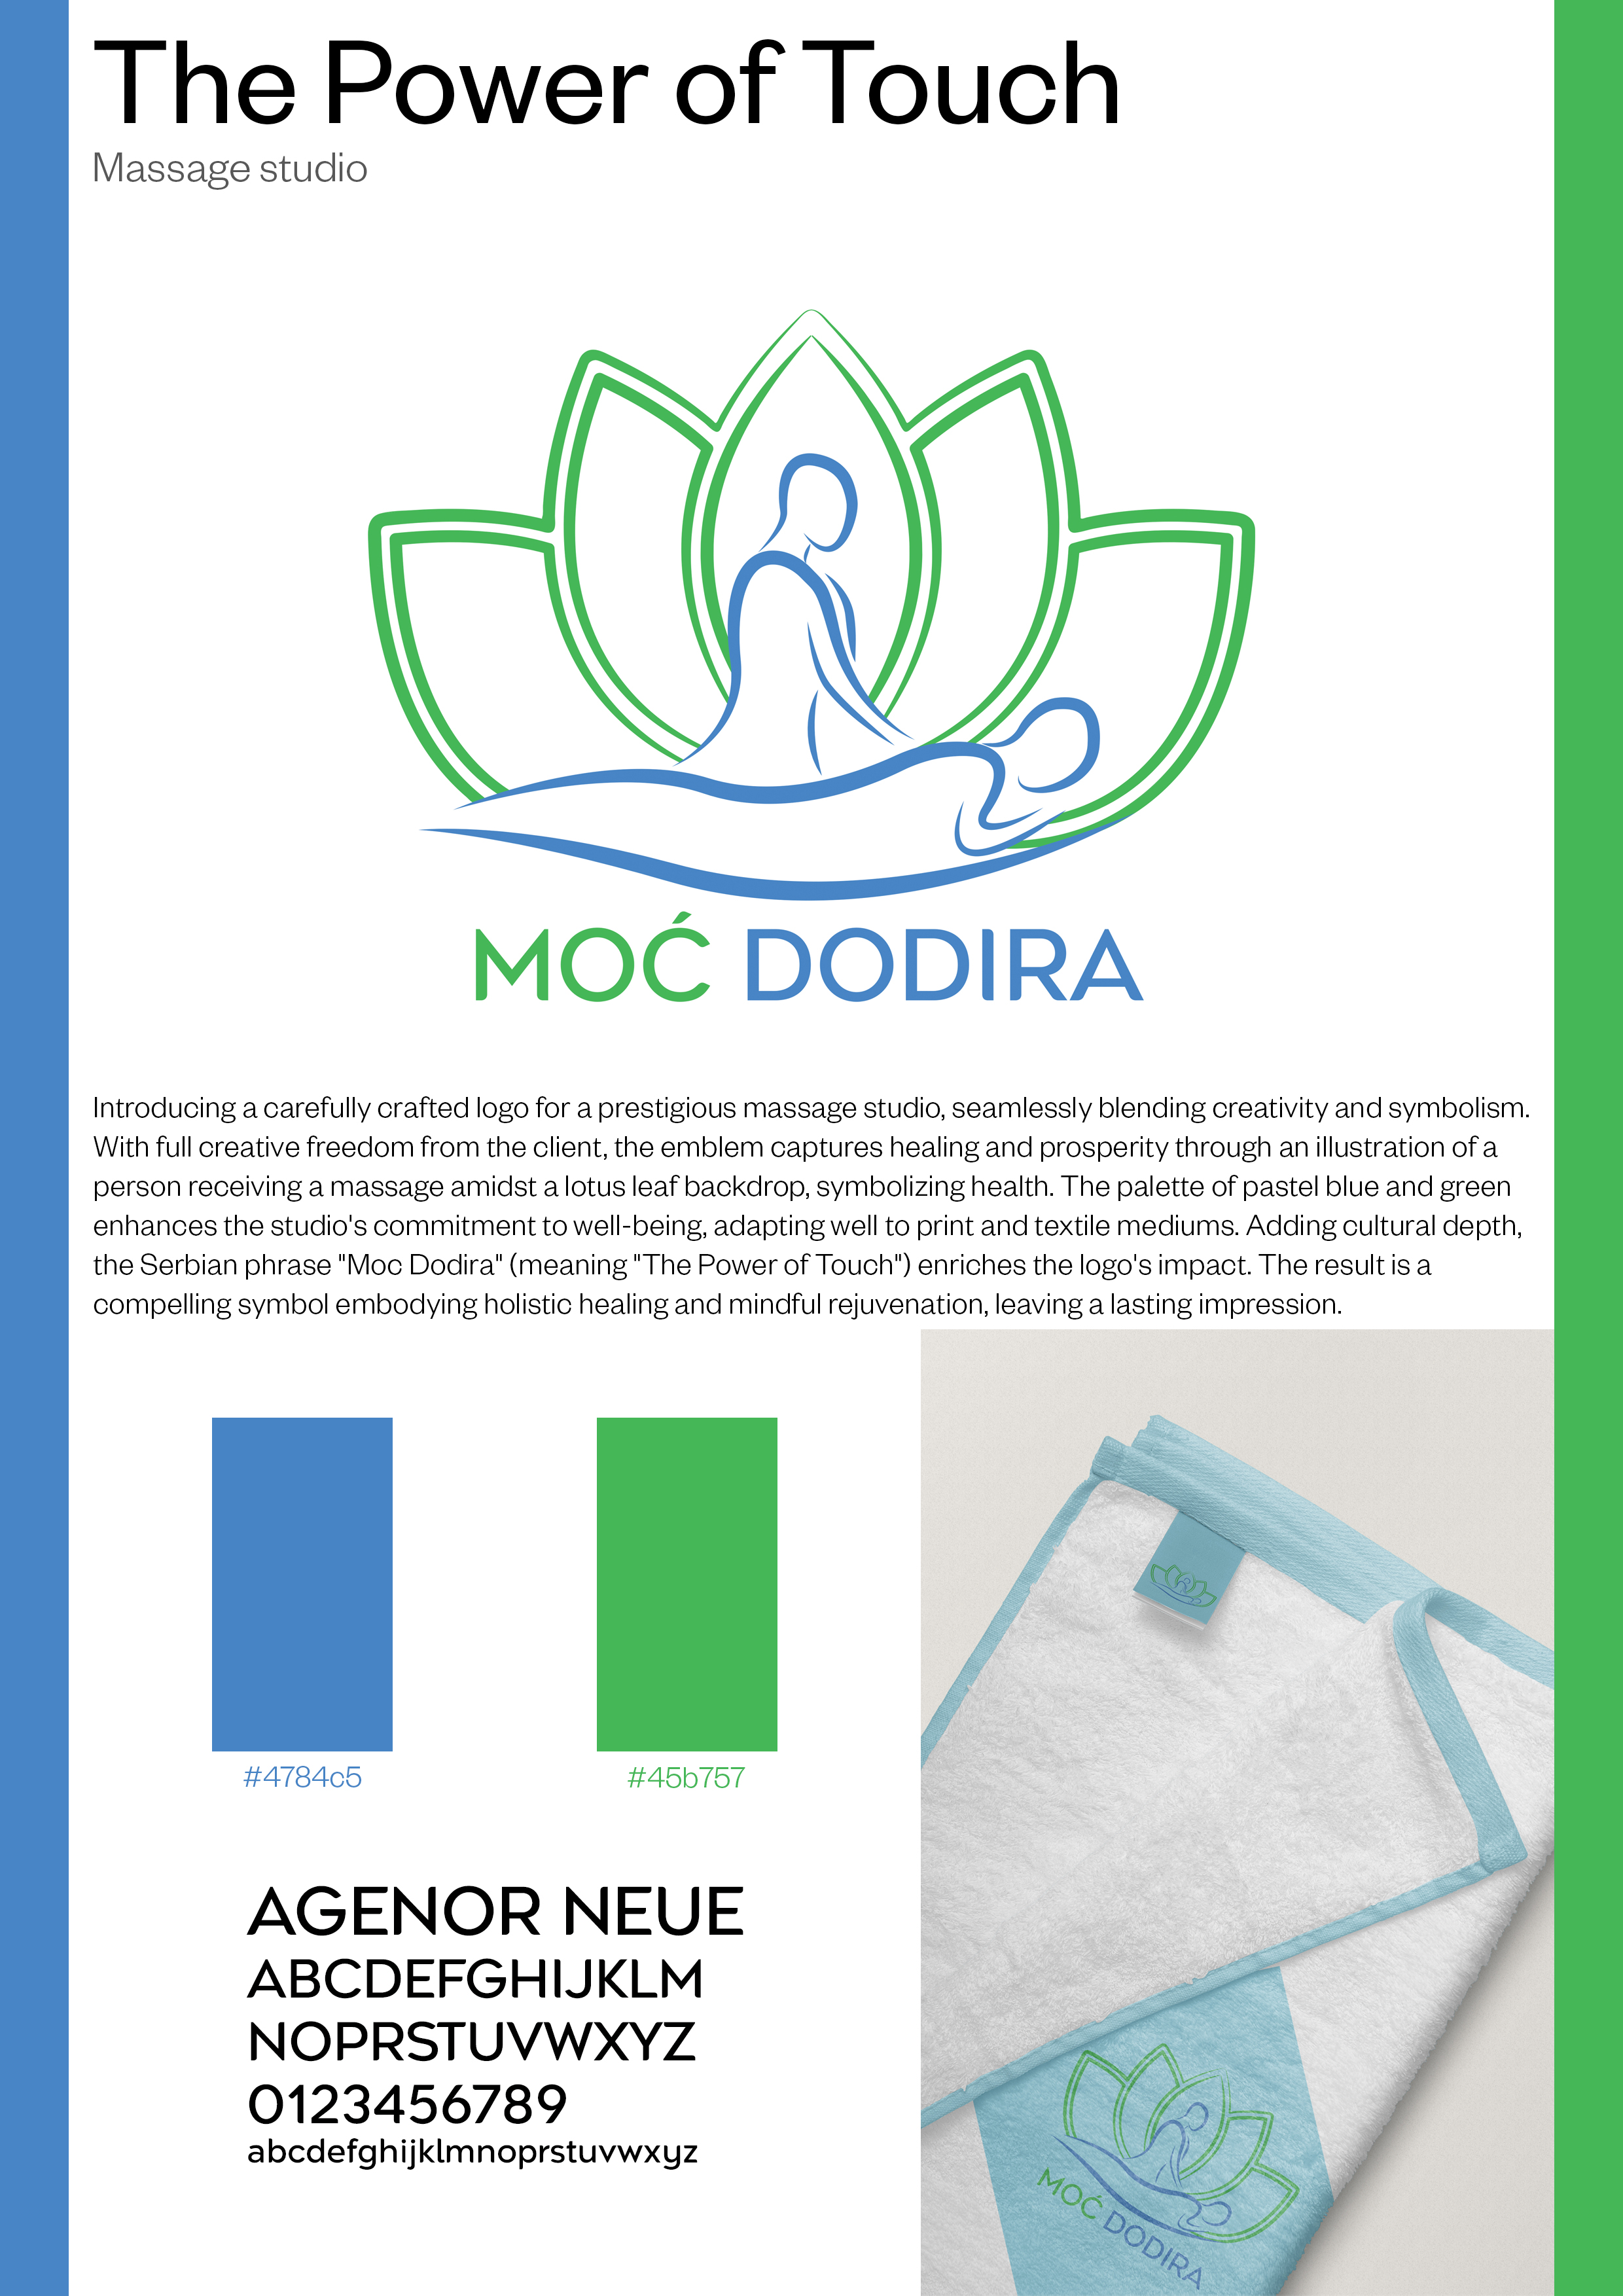 The Power of Touch
Massage studio
MOĆ DODIRA
Introducing a carefully crafted logo for a prestigious massage studio, seamlessly blending creativity and symbolism.
With full creative freedom from the client, the emblem captures healing and prosperity through an illustration of a
person receiving a massage amidst a lotus leaf backdrop, symbolizing health. The palette of pastel blue and green
enhances the studio's commitment to well-being, adapting well to print and textile mediums. Adding cultural depth,
the Serbian phrase "Moc Dodira" (meaning "The Power of Touch") enriches the logo's impact. The result is a
compelling symbol embodying holistic healing and mindful rejuvenation, leaving a lasting impression.
#4784c5
#45b757
AGENOR NEUE
ABCDEFGHIJKLM
NOPRSTUVWXYZ
0123456789
abcdefghijklmnoprstuvwxyz
MOĆ DODIRA